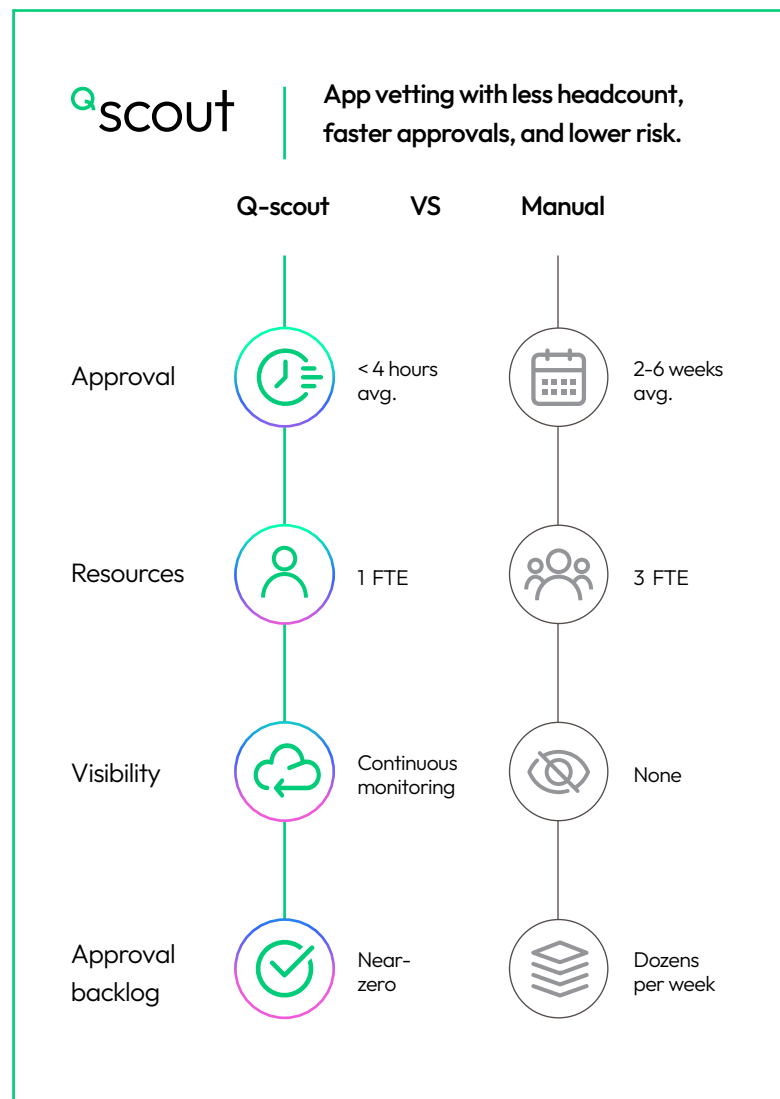 Qscout
App vetting with less headcount,
faster approvals, and lower risk.
Q-scout VS Manual
Approval
< 4 hours
avg.
2-6 weeks
avg.
Resources
1 FTE
3 FTE
Visibility
Continuous
monitoring
None
Approval
backlog
Near-
zero
Dozens
per week